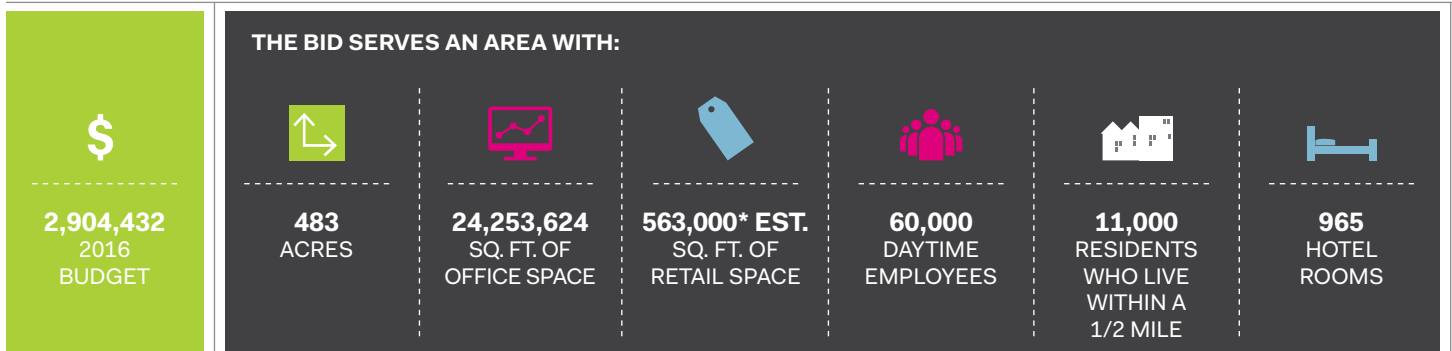 $
2,904,432
2016
BUDGET
THE BID SERVES AN AREA WITH:
483
ACRES
24,253,624
SQ. FT. OF
OFFICE SPACE
563,000* EST.
SQ. FT. OF
RETAIL SPACE
60,000
DAYTIME
EMPLOYEES
11,000
RESIDENTS
WHO LIVE
WITHIN A
1/2 MILE
965
HOTEL
ROOMS